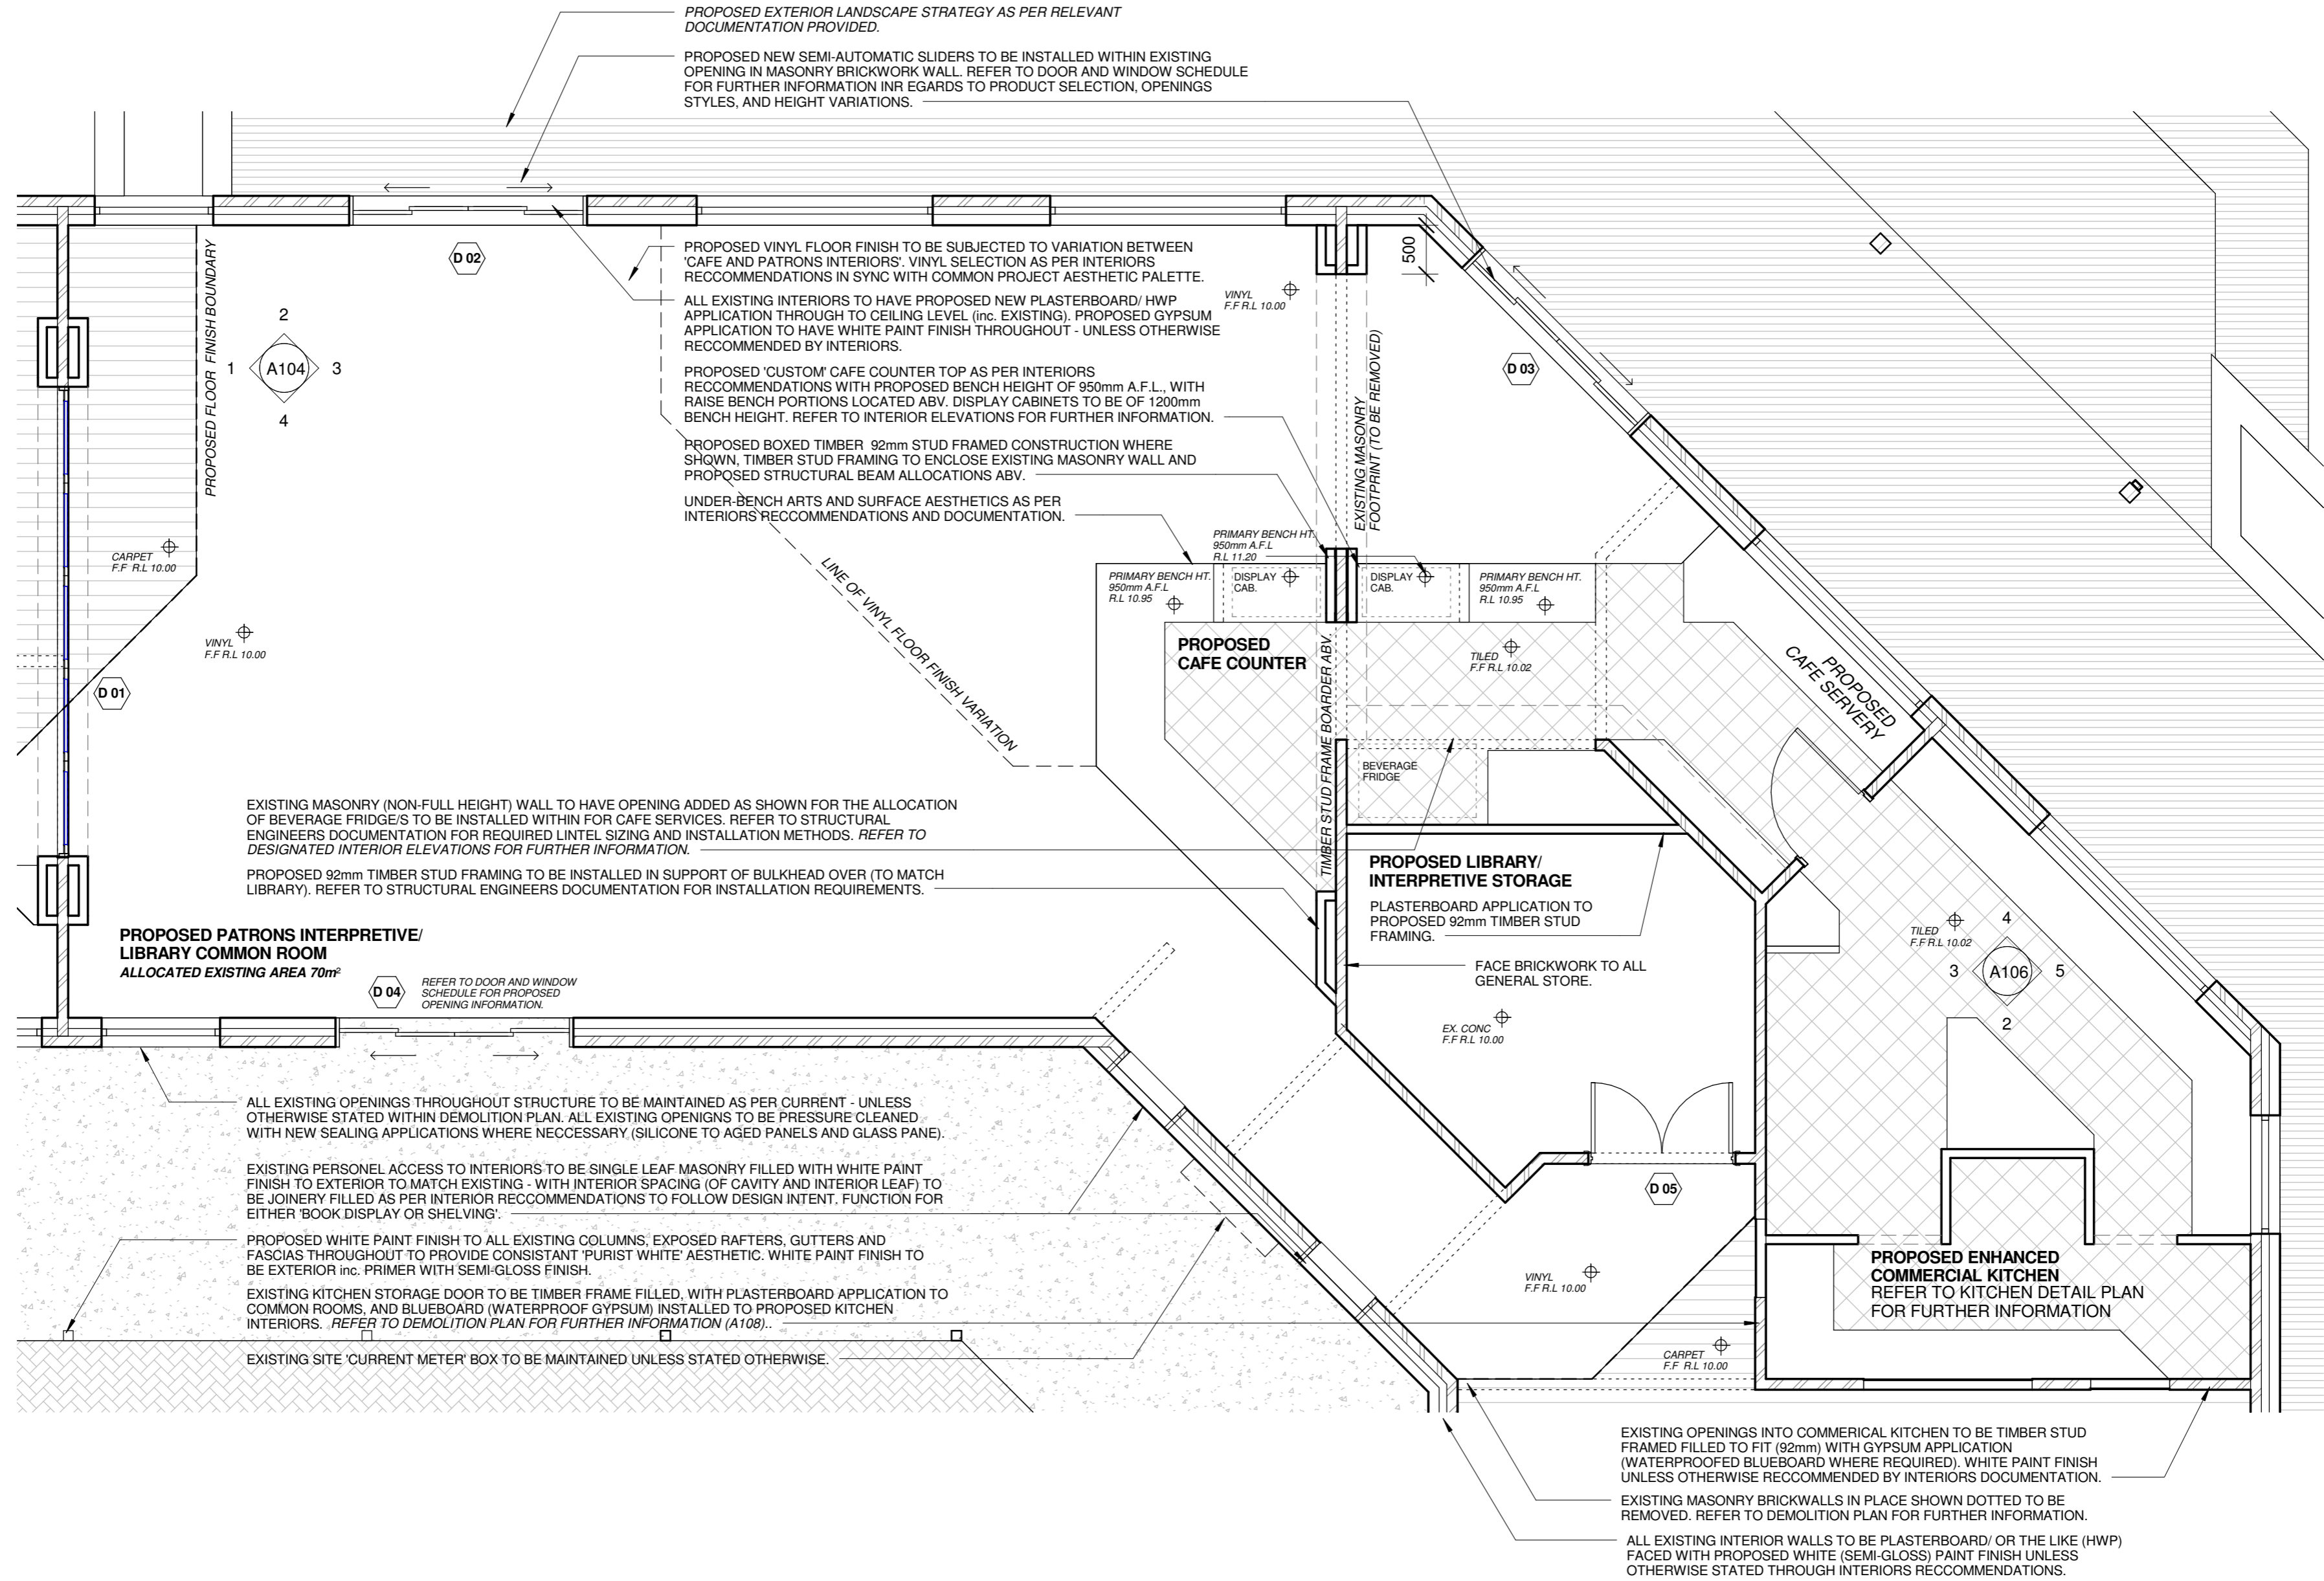 PROPOSED EXTERIOR LANDSCAPE STRATEGY AS PER RELEVANT
DOCUMENTATION PROVIDED.
PROPOSED NEW SEMI-AUTOMATIC SLIDERS TO BE INSTALLED WITHIN EXISTING
OPENING IN MASONRY BRICKWORK WALL. REFER TO DOOR AND WINDOW SCHEDULE
FOR FURTHER INFORMATION INR EGARDS TO PRODUCT SELECTION, OPENINGS
STYLES, AND HEIGHT VARIATIONS.
D 02
PROPOSED FLOOR FINISH BOUNDARY
2
1
A104
3
4
PROPOSED VINYL FLOOR FINISH TO BE SUBJECTED TO VARIATION BETWEEN
'CAFE AND PATRONS INTERIORS'. VINYL SELECTION AS PER INTERIORS
RECCOMMENDATIONS IN SYNC WITH COMMON PROJECT AESTHETIC PALETTE.
ALL EXISTING INTERIORS TO HAVE PROPOSED NEW PLASTERBOARD/ HWP
APPLICATION THROUGH TO CEILING LEVEL (inc. EXISTING). PROPOSED GYPSUM
APPLICATION TO HAVE WHITE PAINT FINISH THROUGHOUT - UNLESS OTHERWISE
RECCOMMENDED BY INTERIORS.
PROPOSED 'CUSTOM' CAFE COUNTER TOP AS PER INTERIORS
RECCOMMENDATIONS WITH PROPOSED BENCH HEIGHT OF 950mm A.F.L., WITH
RAISE BENCH PORTIONS LOCATED ABV. DISPLAY CABINETS TO BE OF 1200mm
BENCH HEIGHT. REFER TO INTERIOR ELEVATIONS FOR FURTHER INFORMATION.
PROPOSED BOXED TIMBER 92mm STUD FRAMED CONSTRUCTION WHERE
SHOWN, TIMBER STUD FRAMING TO ENCLOSE EXISTING MASONRY WALL AND
PROPOSED STRUCTURAL BEAM ALLOCATIONS ABV.
UNDER-BENCH ARTS AND SURFACE AESTHETICS AS PER
INTERIORS RECCOMMENDATIONS AND DOCUMENTATION.
VINYL
F.F R.L 10.00
500
EXISTING MASONRY
FOOTPRINT (TO BE REMOVED)
D 03
CARPET
F.F R.L 10.00
VINYL
F.F R.L 10.00
D 01
LINE OF VINYL FLOOR FINISH VARIATION
PRIMARY BENCH HT.
950mm A.F.L
R.L 11.20
PRIMARY BENCH HT.
950mm A.F.L
R.L 10.95
DISPLAY
CAB.
DISPLAY
CAB.
PRIMARY BENCH HT.
950mm A.F.L
R.L 10.95
PROPOSED
CAFE COUNTER
TIMBER STUD FRAME BOARDER ABV.
TILED
F.F R.L 10.02
PROPOSED
CAFE SERVERY
BEVERAGE
FRIDGE
EXISTING MASONRY (NON-FULL HEIGHT) WALL TO HAVE OPENING ADDED AS SHOWN FOR THE ALLOCATION
OF BEVERAGE FRIDGE/S TO BE INSTALLED WITHIN FOR CAFE SERVICES. REFER TO STRUCTURAL
ENGINEERS DOCUMENTATION FOR REQUIRED LINTEL SIZING AND INSTALLATION METHODS. REFER TO
DESIGNATED INTERIOR ELEVATIONS FOR FURTHER INFORMATION.
PROPOSED 92mm TIMBER STUD FRAMING TO BE INSTALLED IN SUPPORT OF BULKHEAD OVER (TO MATCH
LIBRARY). REFER TO STRUCTURAL ENGINEERS DOCUMENTATION FOR INSTALLATION REQUIREMENTS.
PROPOSED LIBRARY/
INTERPRETIVE STORAGE
PLASTERBOARD APPLICATION TO
PROPOSED 92mm TIMBER STUD
FRAMING.
FACE BRICKWORK TO ALL
GENERAL STORE.
EX. CONC
F.F R.L 10.00
PROPOSED PATRONS INTERPRETIVE/
LIBRARY COMMON ROOM
ALLOCATED EXISTING AREA 70m²
D 04
REFER TO DOOR AND WINDOW
SCHEDULE FOR PROPOSED
OPENING INFORMATION.
TILED
F.F R.L 10.02
4
3
A106
5
2
ALL EXISTING OPENINGS THROUGHOUT STRUCTURE TO BE MAINTAINED AS PER CURRENT - UNLESS
OTHERWISE STATED WITHIN DEMOLITION PLAN. ALL EXISTING OPENIGNS TO BE PRESSURE CLEANED
WITH NEW SEALING APPLICATIONS WHERE NECCESSARY (SILICONE TO AGED PANELS AND GLASS PANE).
EXISTING PERSONEL ACCESS TO INTERIORS TO BE SINGLE LEAF MASONRY FILLED WITH WHITE PAINT
FINISH TO EXTERIOR TO MATCH EXISTING - WITH INTERIOR SPACING (OF CAVITY AND INTERIOR LEAF) TO
BE JOINERY FILLED AS PER INTERIOR RECCOMMENDATIONS TO FOLLOW DESIGN INTENT. FUNCTION FOR
EITHER 'BOOK DISPLAY OR SHELVING'.
PROPOSED WHITE PAINT FINISH TO ALL EXISTING COLUMNS, EXPOSED RAFTERS, GUTTERS AND
FASCIAS THROUGHOUT TO PROVIDE CONSISTANT 'PURIST WHITE' AESTHETIC. WHITE PAINT FINISH TO
BE EXTERIOR inc. PRIMER WITH SEMI-GLOSS FINISH.
EXISTING KITCHEN STORAGE DOOR TO BE TIMBER FRAME FILLED, WITH PLASTERBOARD APPLICATION TO
COMMON ROOMS, AND BLUEBOARD (WATERPROOF GYPSUM) INSTALLED TO PROPOSED KITCHEN
INTERIORS. REFER TO DEMOLITION PLAN FOR FURTHER INFORMATION (A108)..
EXISTING SITE 'CURRENT METER' BOX TO BE MAINTAINED UNLESS STATED OTHERWISE.
D 05
VINYL
F.F R.L 10.00
CARPET
F.F R.L 10.00
PROPOSED ENHANCED
COMMERCIAL KITCHEN
REFER TO KITCHEN DETAIL PLAN
FOR FURTHER INFORMATION
EXISTING OPENINGS INTO COMMERICAL KITCHEN TO BE TIMBER STUD
FRAMED FILLED TO FIT (92mm) WITH GYPSUM APPLICATION
(WATERPROOFED BLUEBOARD WHERE REQUIRED). WHITE PAINT FINISH
UNLESS OTHERWISE RECCOMMENDED BY INTERIORS DOCUMENTATION.
EXISTING MASONRY BRICKWALLS IN PLACE SHOWN DOTTED TO BE
REMOVED. REFER TO DEMOLITION PLAN FOR FURTHER INFORMATION.
ALL EXISTING INTERIOR WALLS TO BE PLASTERBOARD/ OR THE LIKE (HWP)
FACED WITH PROPOSED WHITE (SEMI-GLOSS) PAINT FINISH UNLESS
OTHERWISE STATED THROUGH INTERIORS RECCOMMENDATIONS.